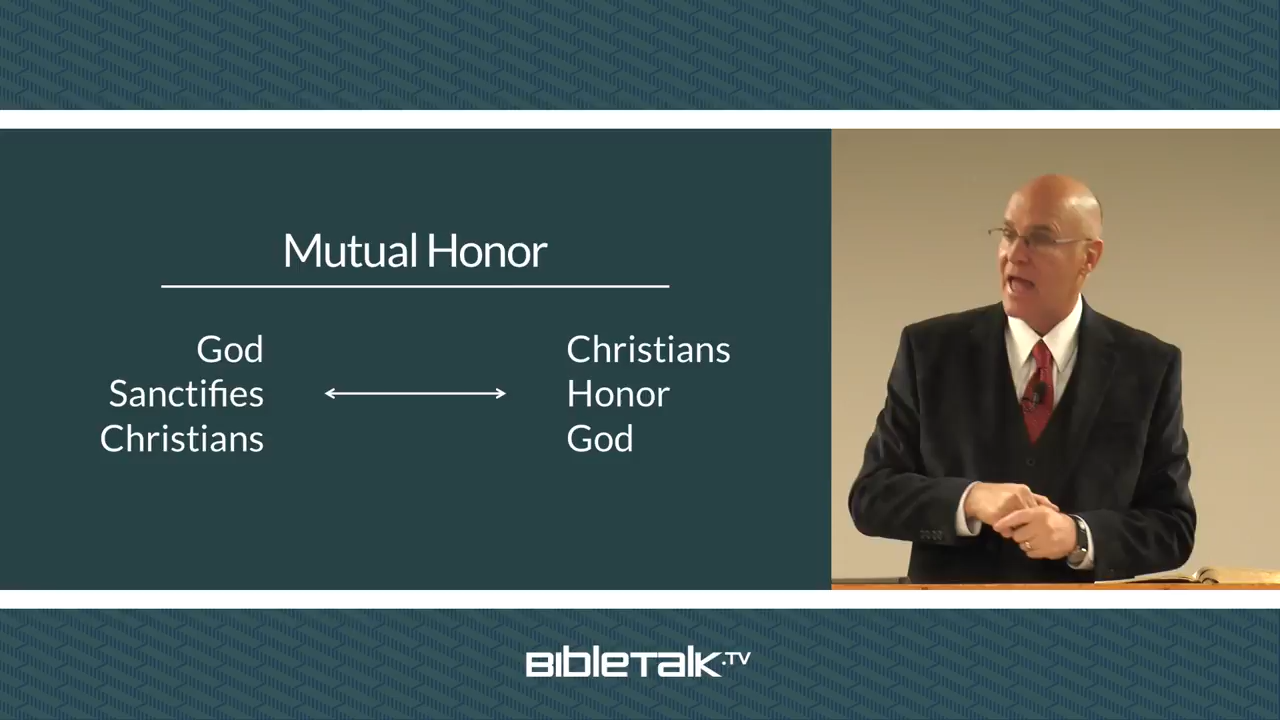 Mutual Honor
God
Sanctifies
Christians
Christians
Honor
God
BibleTalk.TV